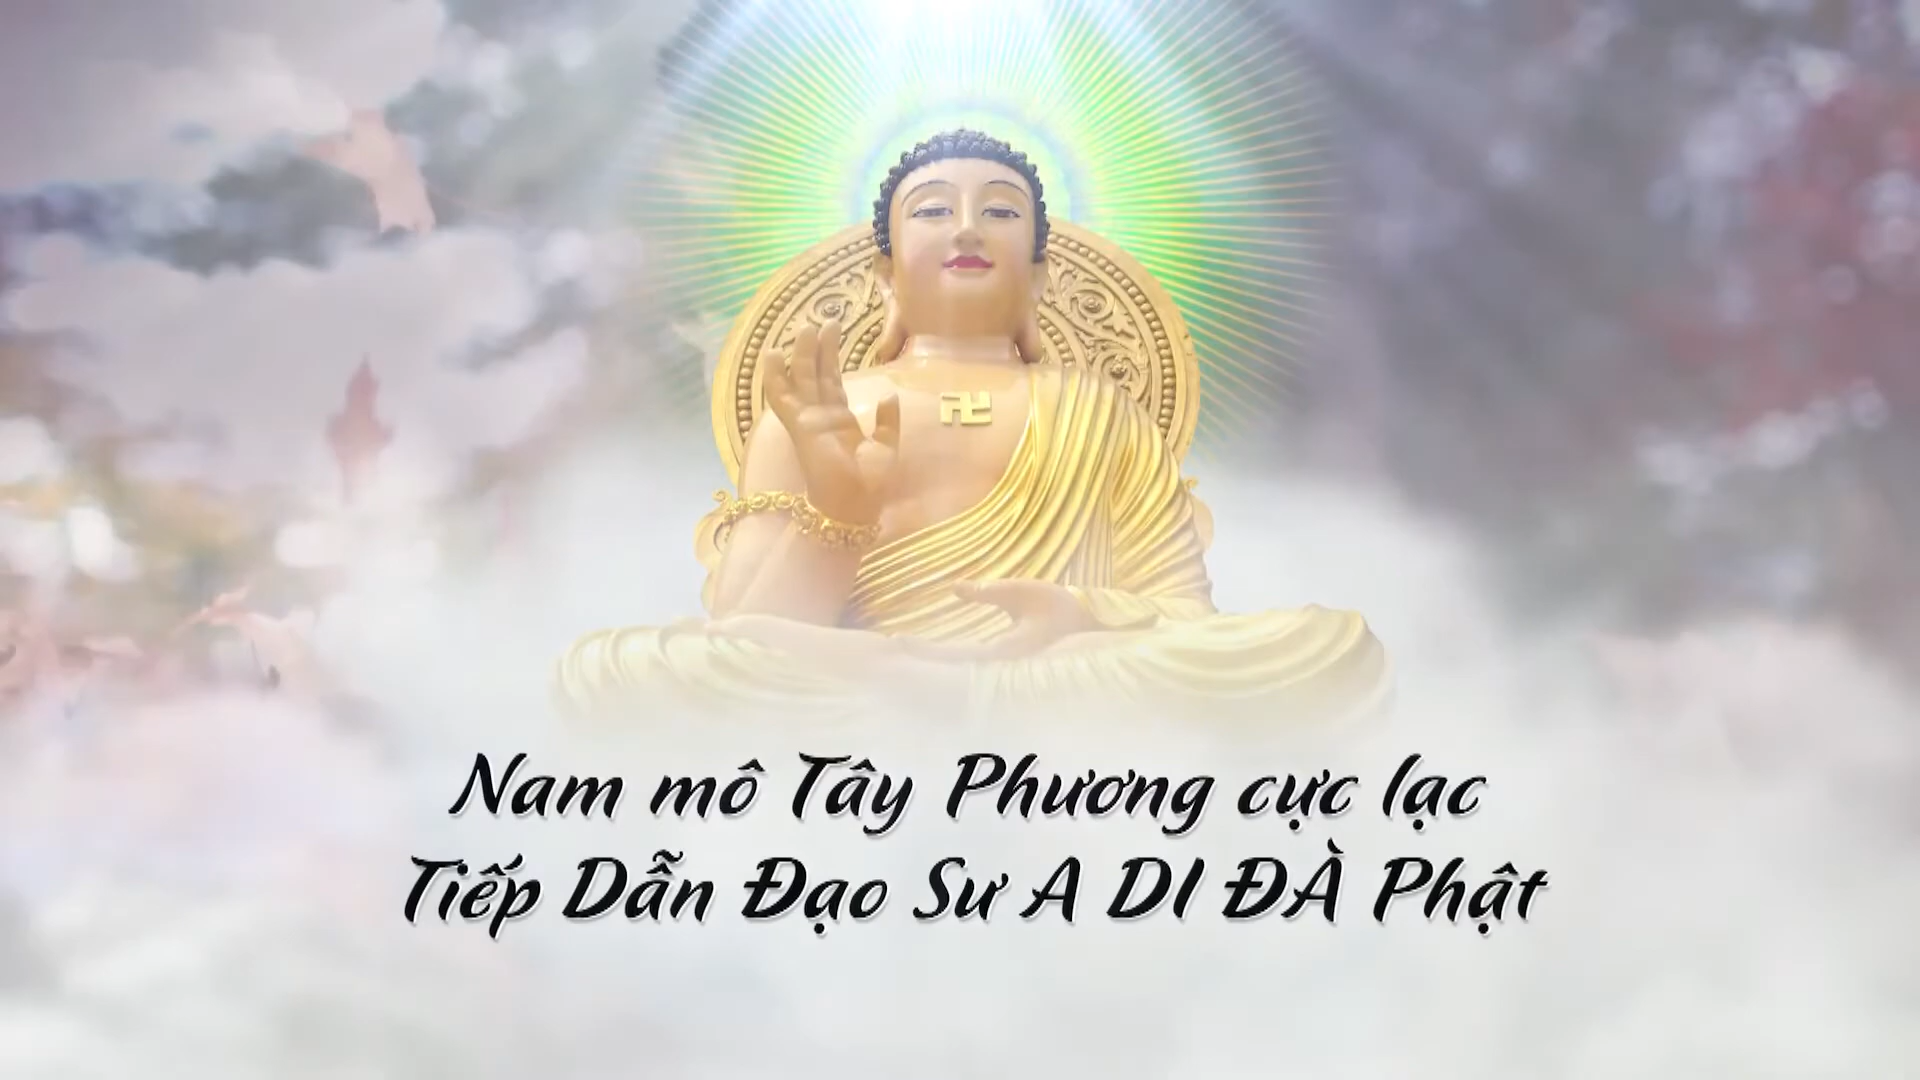 Nam mô Tây Phương cực lạc
Tiếp Dẫn Đạo Sư A DI ĐÀ Phật